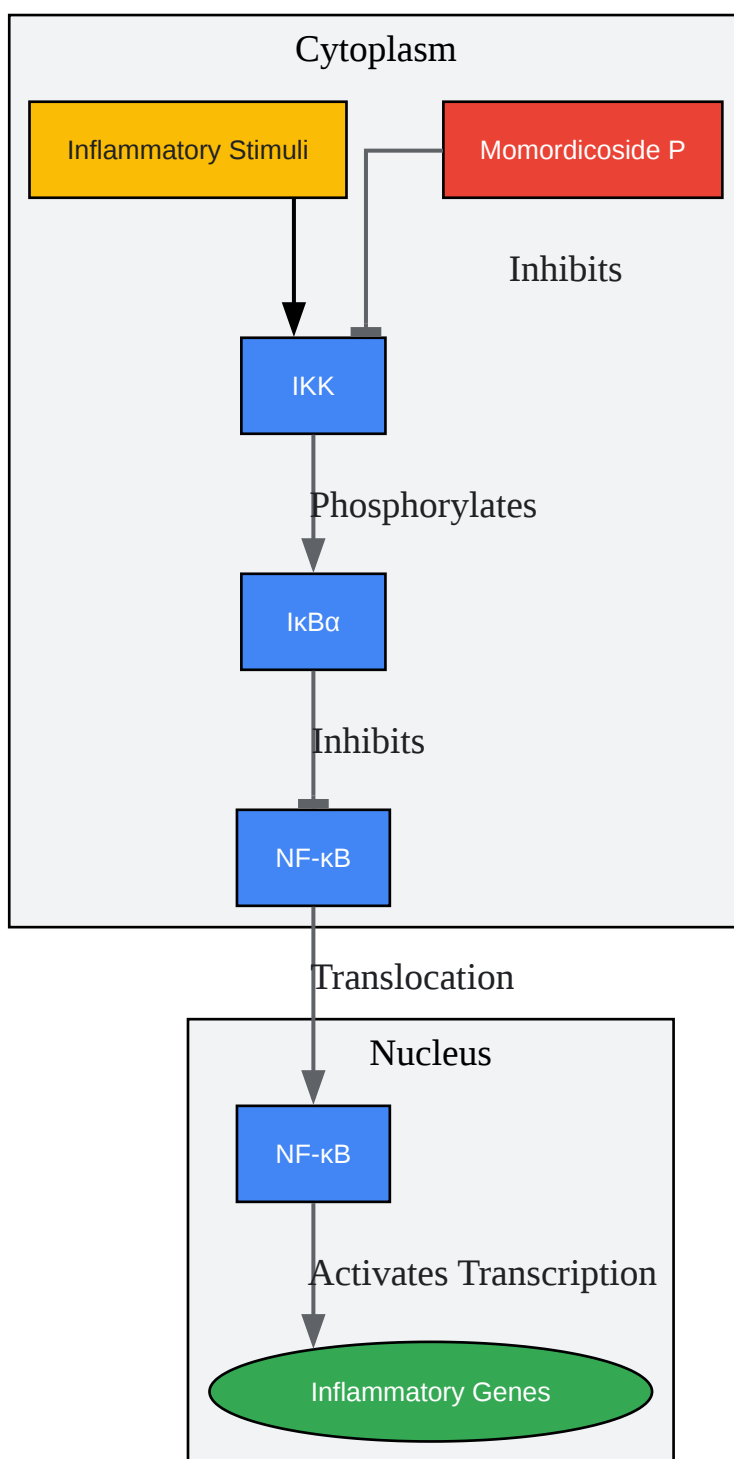 Cytoplasm
Inflammatory Stimuli
Momordicoside P
Inhibits
IKK
Phosphorylates
IκBα
Inhibits
NF-κB
Translocation
Nucleus
NF-κB
Activates Transcription
Inflammatory Genes